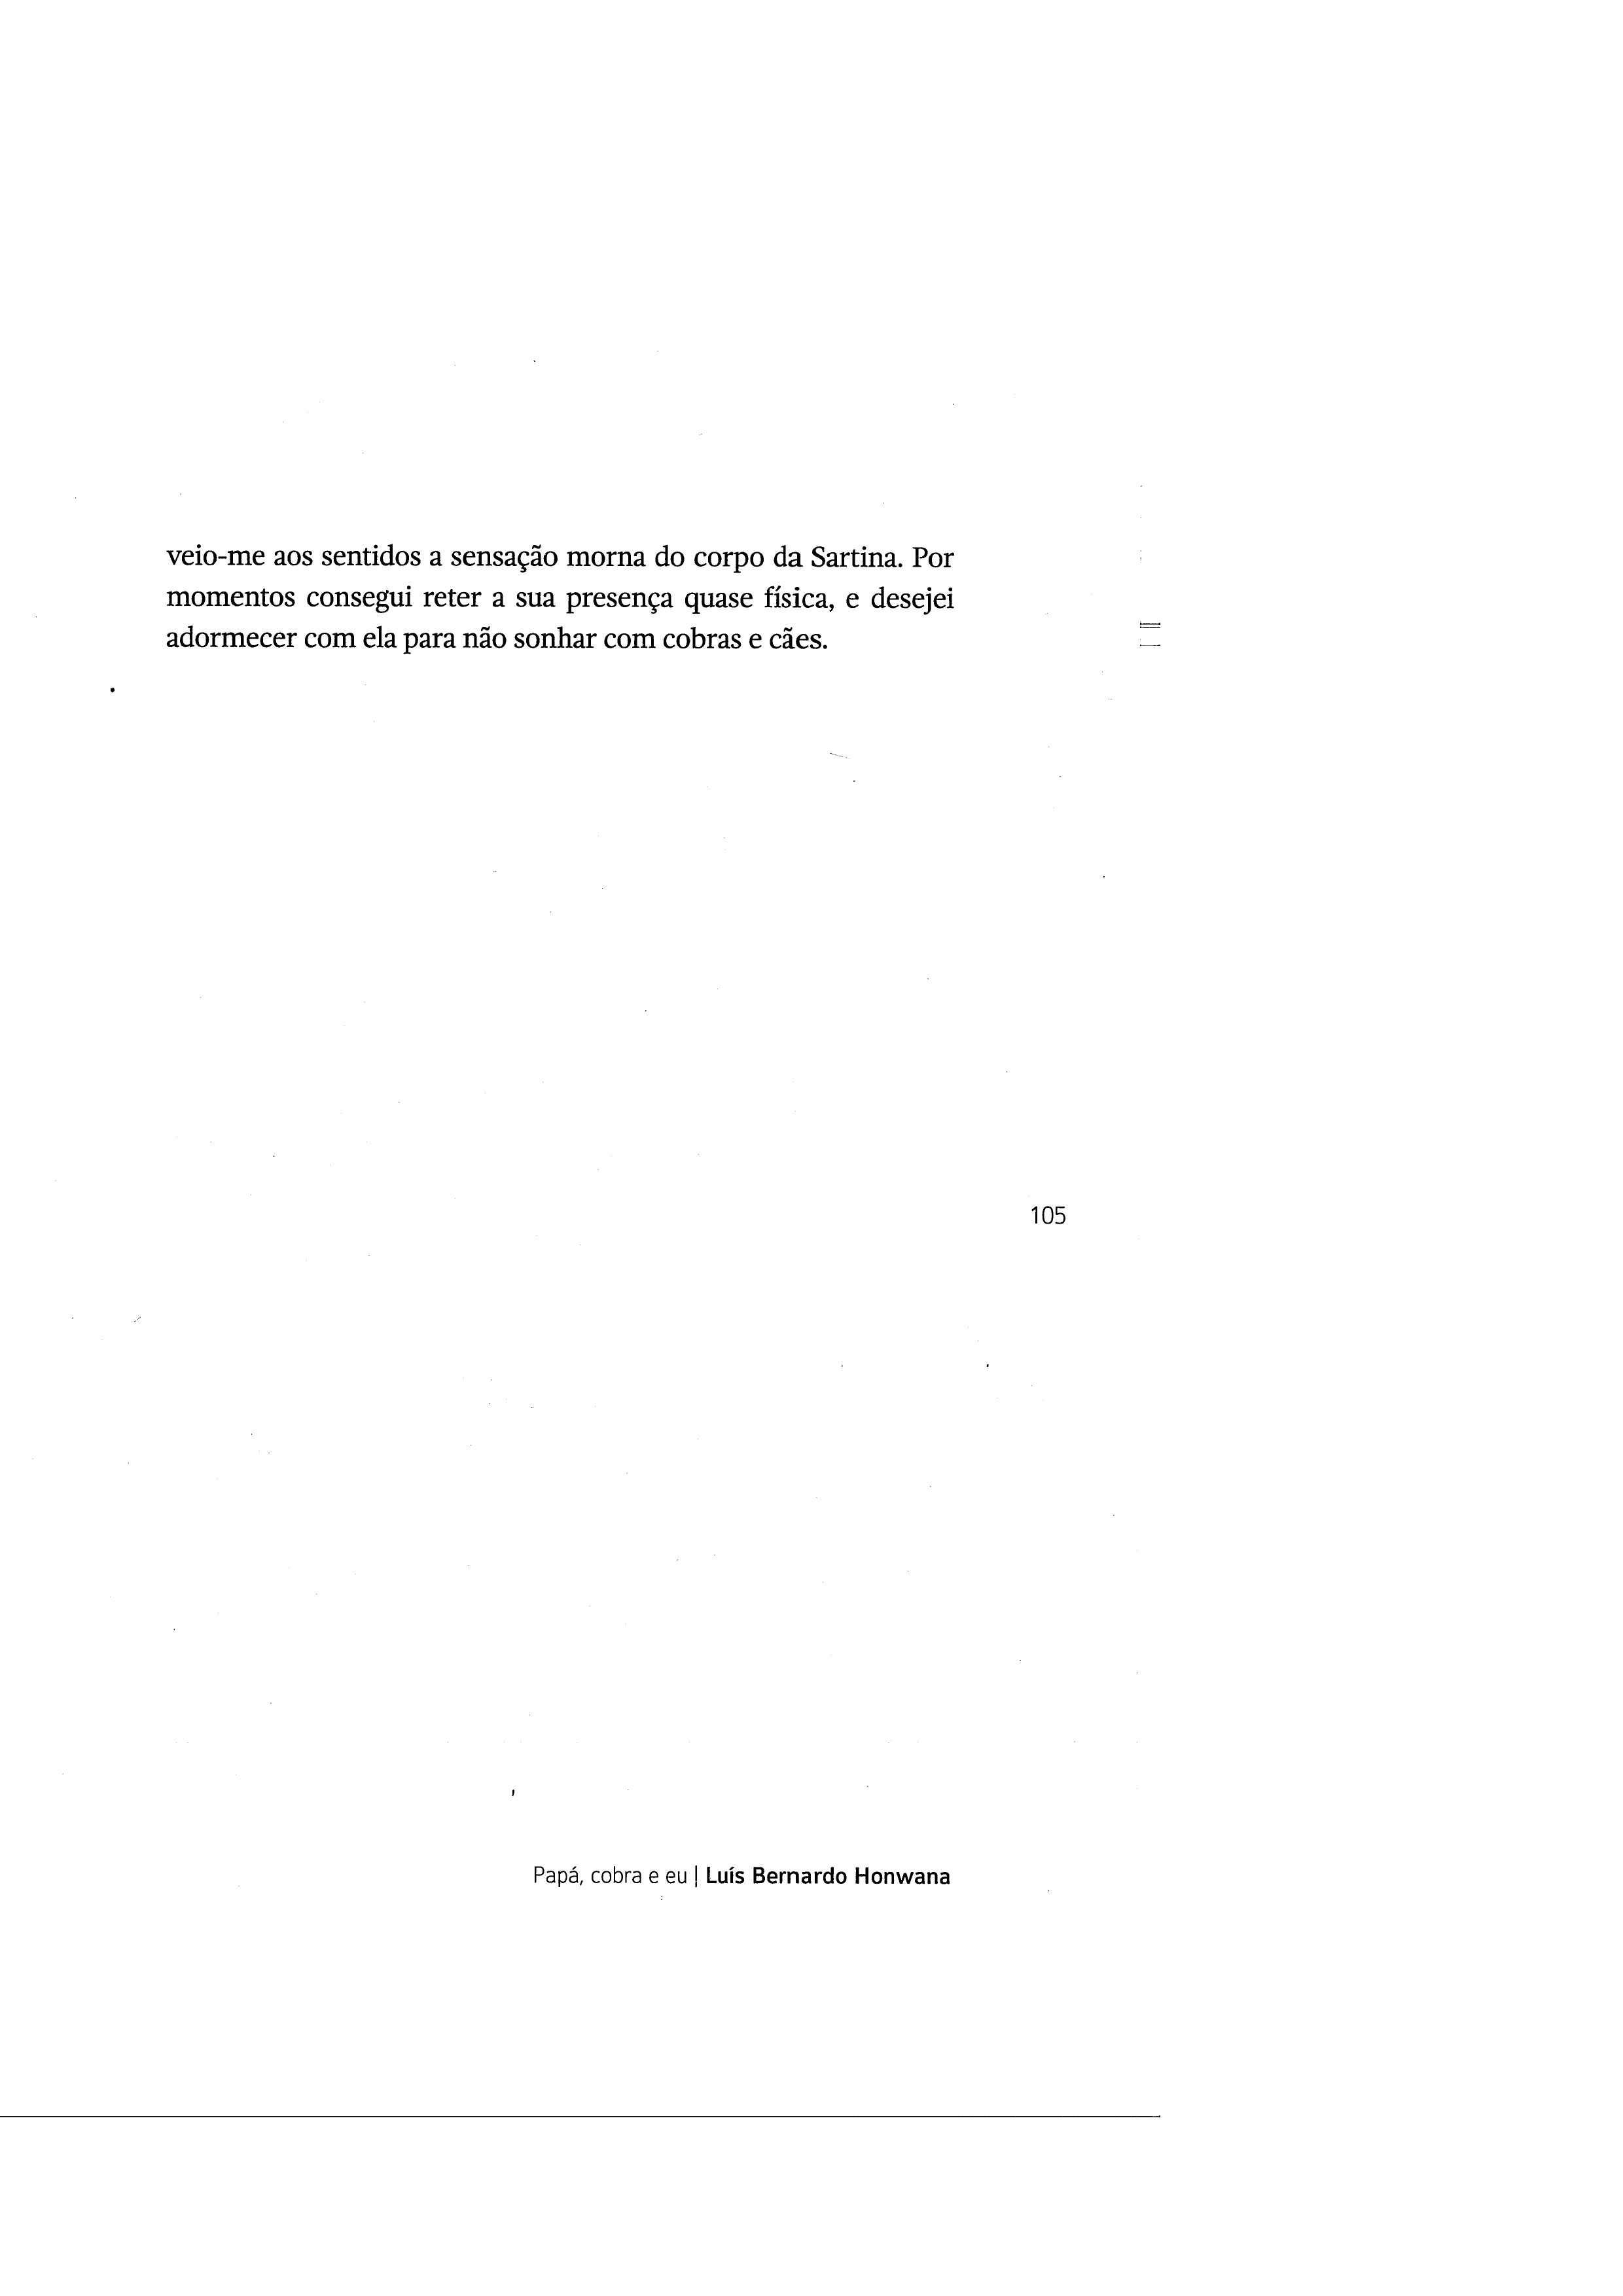 veio-me aos sentidos a sensação morna do corpo da Sartina. Por
momentos consegui reter a sua presença quase física, e desejei
adormecer com ela para não sonhar com cobras e cães.
105
Papá, cobra e eu | Luís Bernardo Honwana